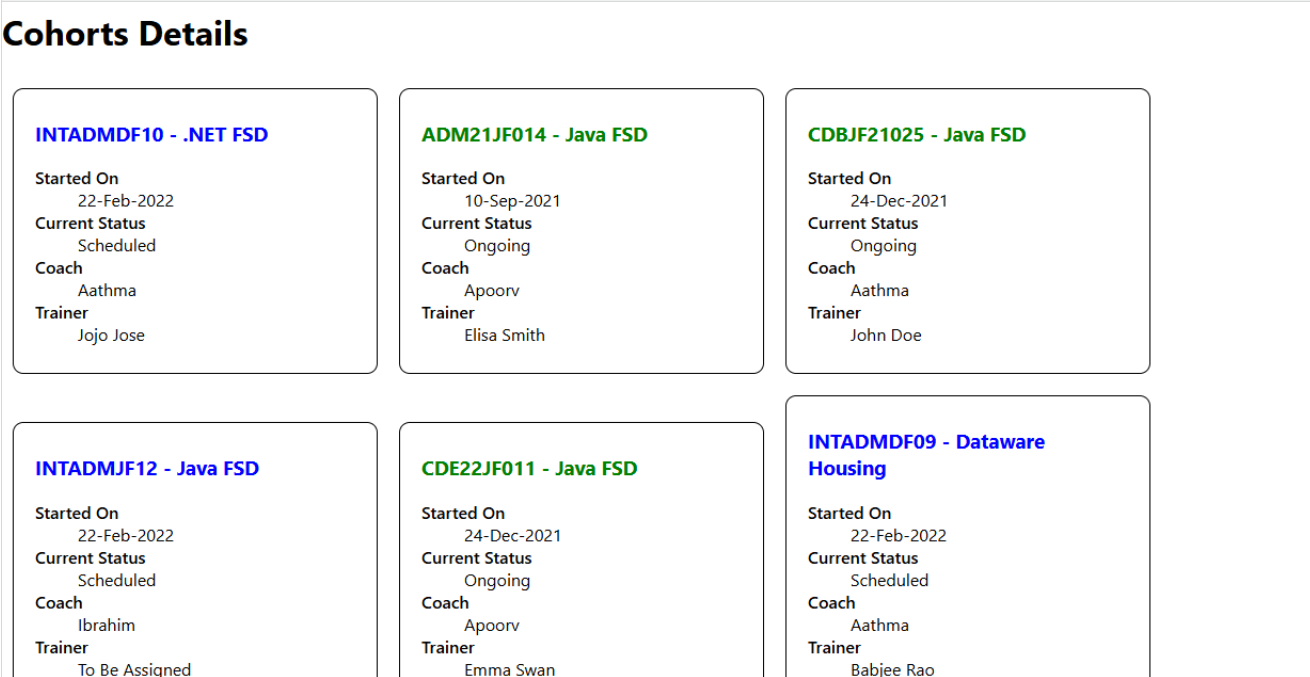 Cohorts Details
INTADMDF10 - .NET FSD
Started On
22-Feb-2022
Current Status
Scheduled
Coach
Aathma
Trainer
Jojo Jose
ADM21JF014 - Java FSD
Started On
10-Sep-2021
Current Status
Ongoing
Coach
Apoorv
Trainer
Elisa Smith
CDBJF21025 - Java FSD
Started On
24-Dec-2021
Current Status
Ongoing
Coach
Aathma
Trainer
John Doe
INTADMJF12 - Java FSD
Started On
22-Feb-2022
Current Status
Scheduled
Coach
Ibrahim
Trainer
To Be Assigned
CDE22JF011 - Java FSD
Started On
24-Dec-2021
Current Status
Ongoing
Coach
Apoorv
Trainer
Emma Swan
INTADMDF09 - Dataware
Housing
Started On
22-Feb-2022
Current Status
Scheduled
Coach
Aathma
Trainer
Babjee Rao